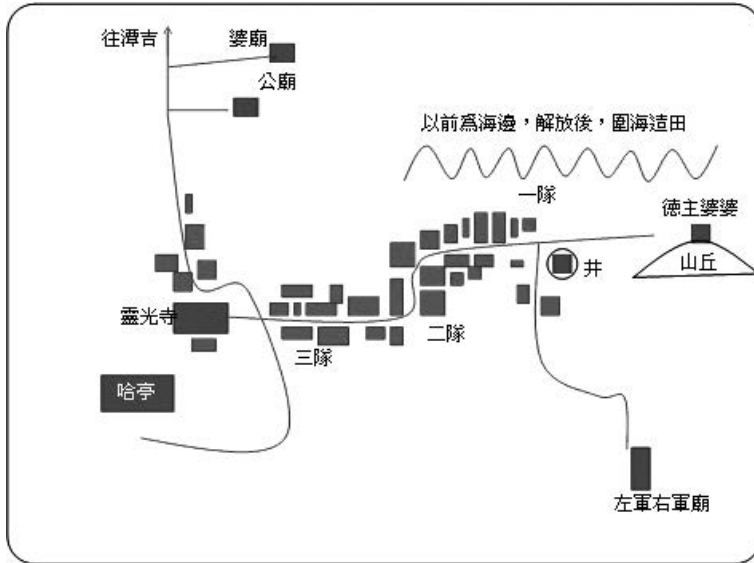 往潭吉
婆廟
公廟
以前爲海邊，解放後，圍海造田
一隊
德主婆婆
山丘
井
靈光寺
三隊
二隊
哈亭
左軍右軍廟